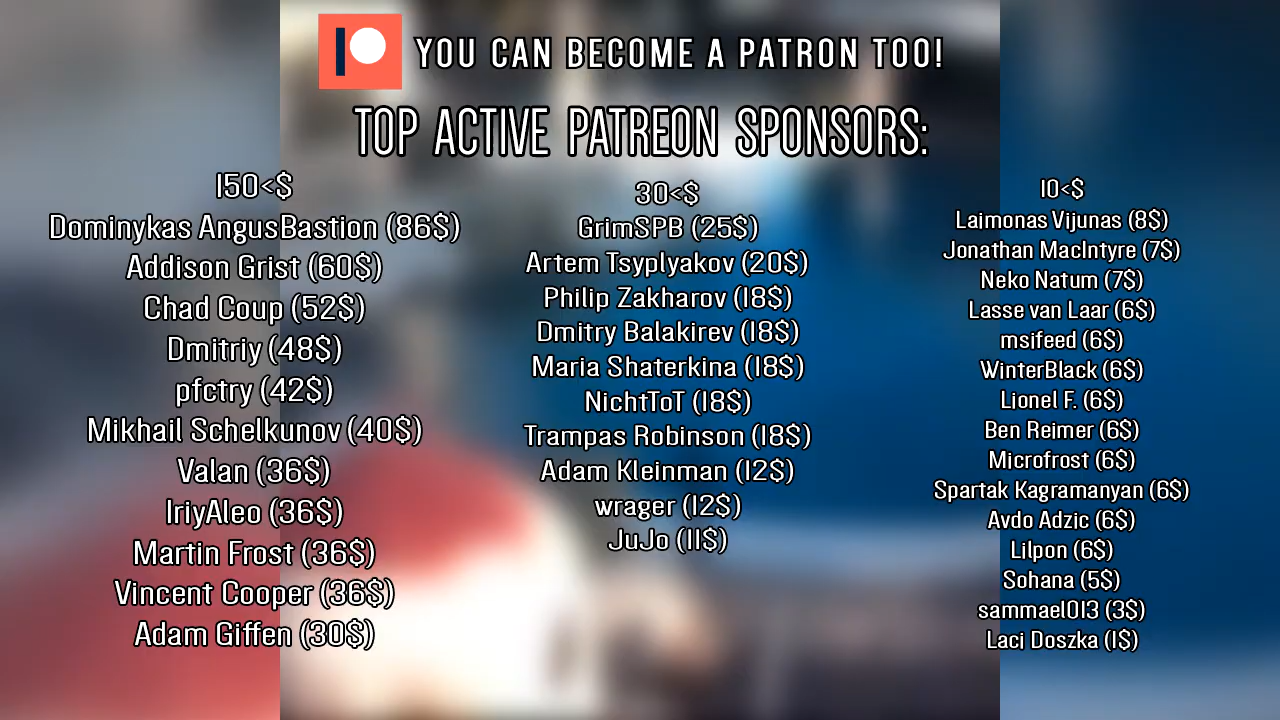 YOU CAN BECOME A PATRON TOO!
TOP ACTIVE PATREON SPONSORS:
150<$
Dominykas AngusBastion (86$)
Addison Grist (60$)
Chad Coup (52$)
Dmitriy (48$)
pfctry (42$)
Mikhail Schelkunov (40$)
Valan (36$)
IriyAleo (36$)
Martin Frost (36$)
Vincent Cooper (36$)
Adam Giffen (30$)
30<$
GrimSPB (25$)
Artem Tsyplyakov (20$)
Philip Zakharov (18$)
Dmitry Balakirev (18$)
Maria Shaterkina (18$)
NichtToT (18$)
Trampas Robinson (18$)
Adam Kleinman (12$)
wrager (12$)
JuJo (11$)
10<$
Laimonas Vijunas (8$)
Jonathan MacIntyre (7$)
Neko Natum (7$)
Lasse van Laar (6$)
msifeed (6$)
WinterBlack (6$)
Lionel F. (6$)
Ben Reimer (6$)
Microfrost (6$)
Spartak Kagramanyan (6$)
Avdo Adzic (6$)
Lilpon (6$)
Sohana (5$)
sammael013 (3$)
Laci Doszka (1$)